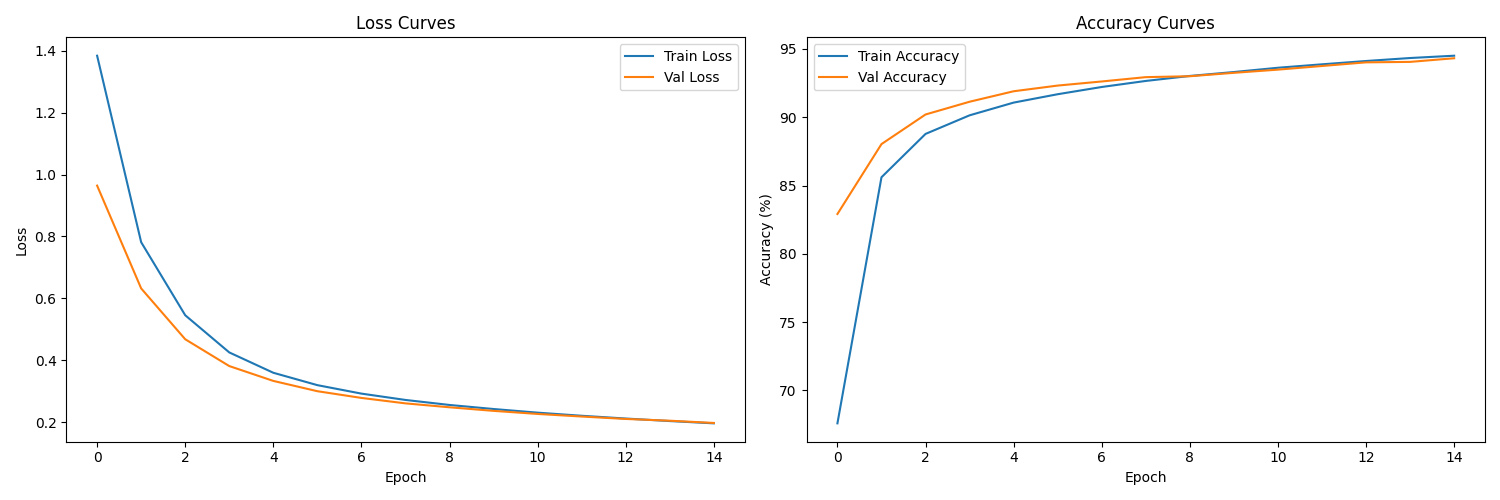 Loss Curves
1.4
1.2
1.0
0.8
0.6
0.4
0.2
Loss
0 2 4 6 8 10 12 14
Epoch
Train Loss
Val Loss
Accuracy Curves
95
90
85
80
75
70
Accuracy (%)
0 2 4 6 8 10 12 14
Epoch
Train Accuracy
Val Accuracy